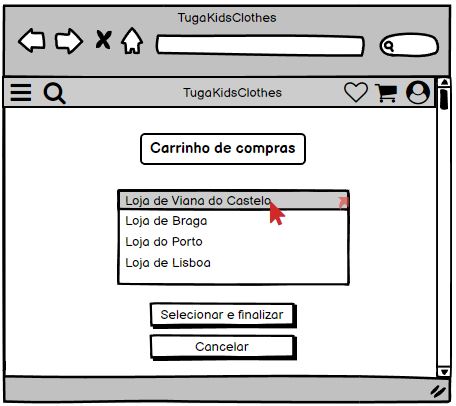 TugaKidsClothes
TugaKidsClothes
Carrinho de compras
Loja de Viana do Castelo
Loja de Braga
Loja do Porto
Loja de Lisboa
Selecionar e finalizar
Cancelar